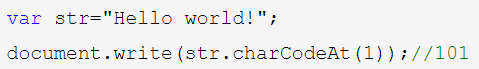 var str="Hello world!";
document.write(str.charCodeAt(1));//101